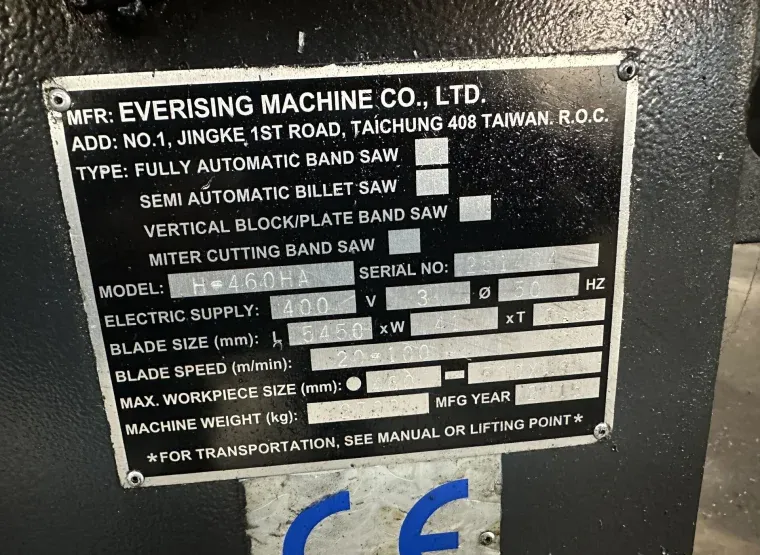 MFR: EVERISING MACHINE CO., LTD.
ADD: NO.1, JINGKE 1ST ROAD, TAICHUNG 408 TAIWAN. R.O.C.
TYPE: FULLY AUTOMATIC BAND SAW
SEMI AUTOMATIC BILLET SAW
VERTICAL BLOCK/PLATE BAND SAW
MITER CUTTING BAND SAW
MODEL: H-460HA SERIAL NO:
ELECTRIC SUPPLY: 400 V 3 Ø 50 HZ
BLADE SIZE (mm): L 5450 xW 41 xT
BLADE SPEED (m/min): 20-100
MAX. WORKPIECE SIZE (mm):
MACHINE WEIGHT (kg): MFG YEAR
*FOR TRANSPORTATION, SEE MANUAL OR LIFTING POINT*
CE